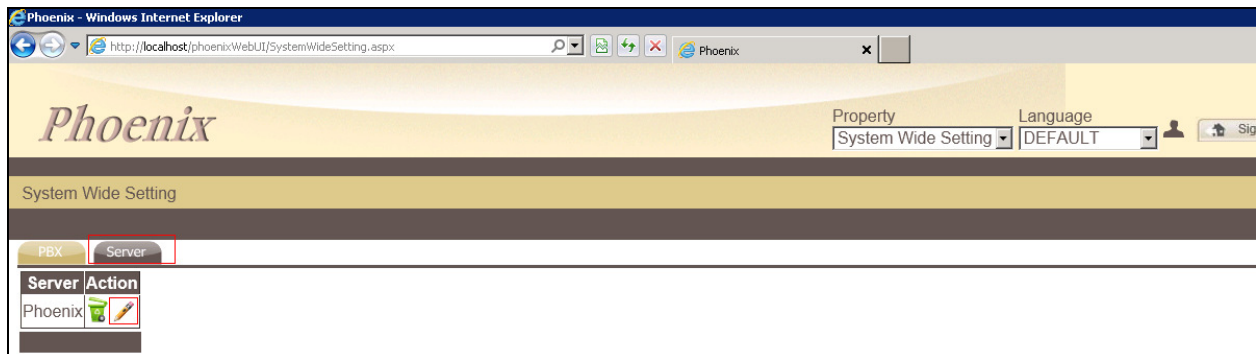 Phoenix - Windows Internet Explorer
http://localhost/phoenixWebUI/SystemWideSetting.aspx
Phoenix
Phoenix
Property
Language
System Wide Setting
DEFAULT
System Wide Setting
PBX
Server
Server Action
Phoenix